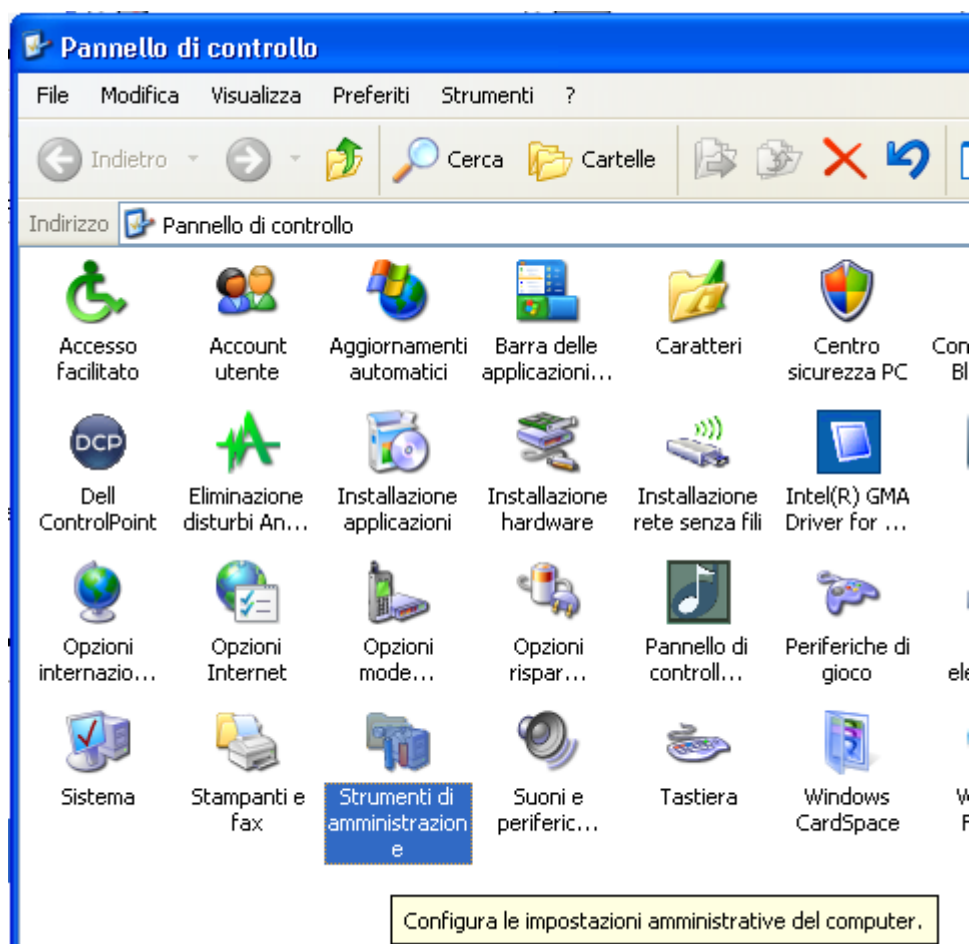 Pannello di controllo
File Modifica Visualizza Preferiti Strumenti ?
Indietro Cerca Cartelle
Indirizzo Pannello di controllo
Accesso facilitato
Account utente
Aggiornamenti automatici
Barra delle applicazioni...
Caratteri
Centro sicurezza PC
DCP
Dell ControlPoint
Eliminazione disturbi An...
Installazione applicazioni
Installazione hardware
Installazione rete senza fili
Intel(R) GMA Driver for ...
Opzioni internazio...
Opzioni Internet
Opzioni mode...
Opzioni rispar...
Pannello di controll...
Periferiche di gioco
Sistema
Stampanti e fax
Strumenti di amministrazione
Suoni e periferic...
Tastiera
Windows CardSpace
Configura le impostazioni amministrative del computer.